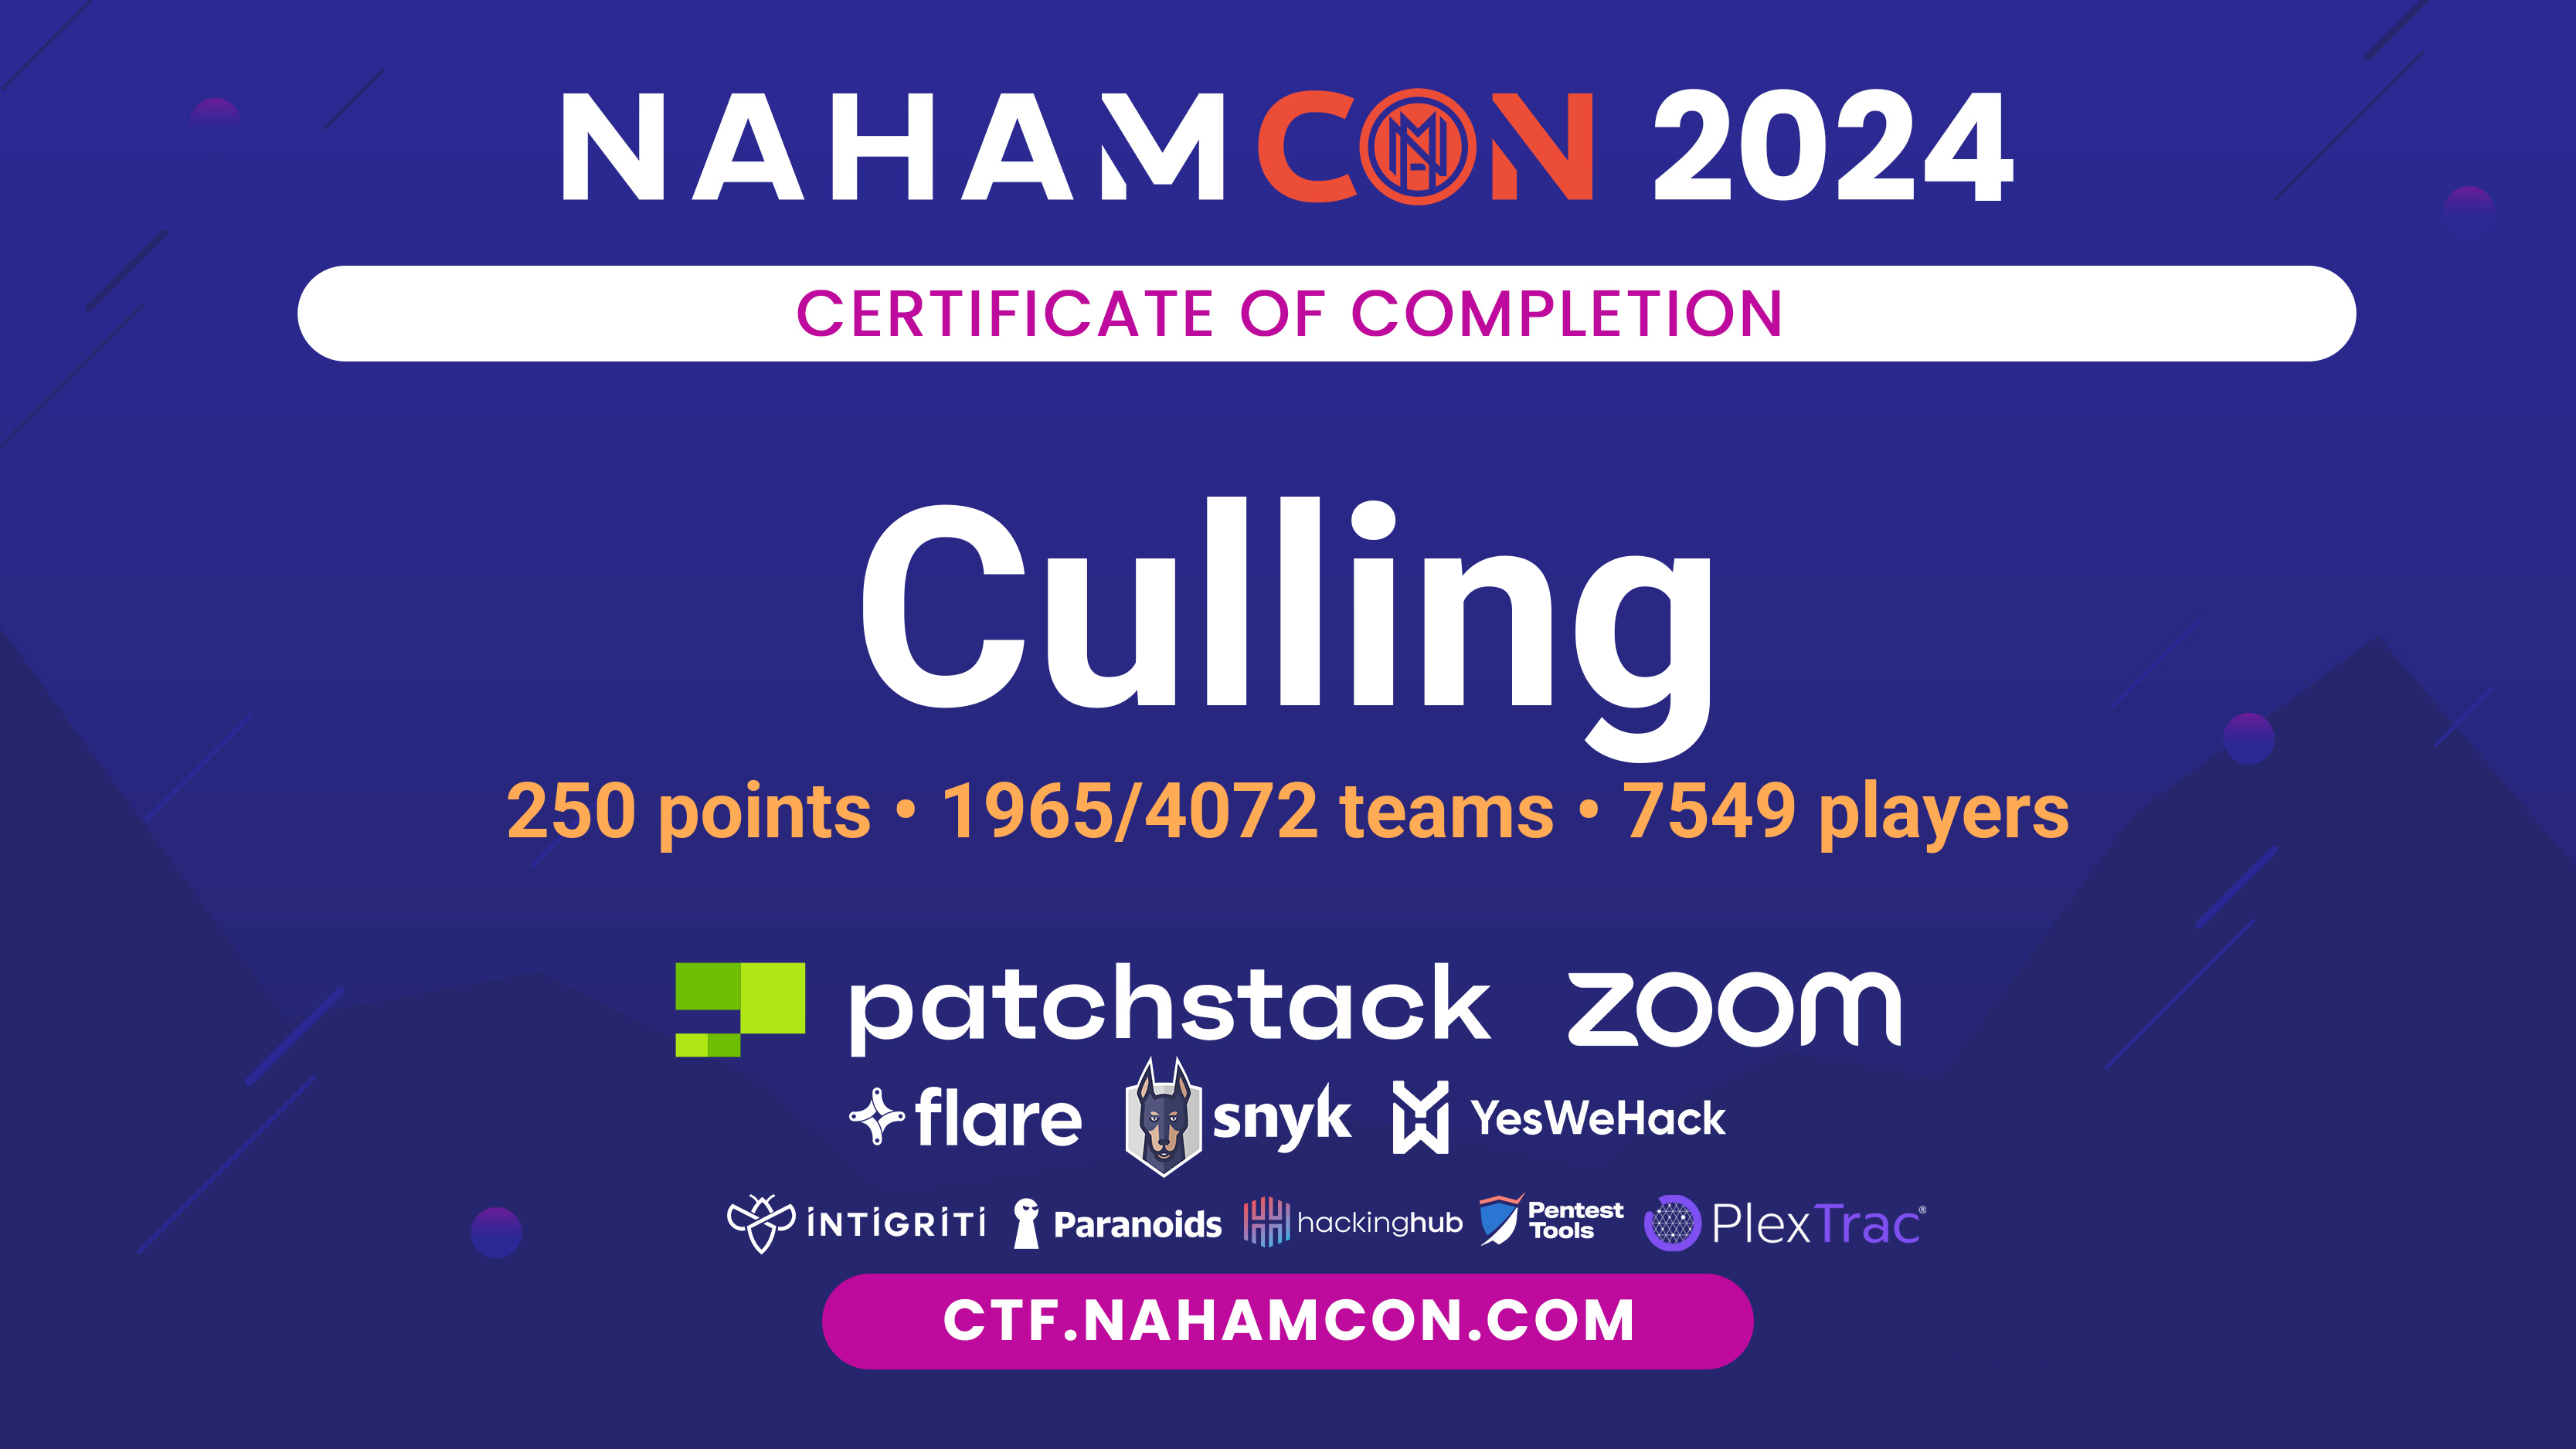 NAHAMCON 2024
CERTIFICATE OF COMPLETION
Culling
250 points • 1965/4072 teams • 7549 players
patchstack zoom
flare snyk YesWeHack
INTIGRITI Paranoids hackinghub Pentest Tools PlexTrac®
CTF.NAHAMCON.COM